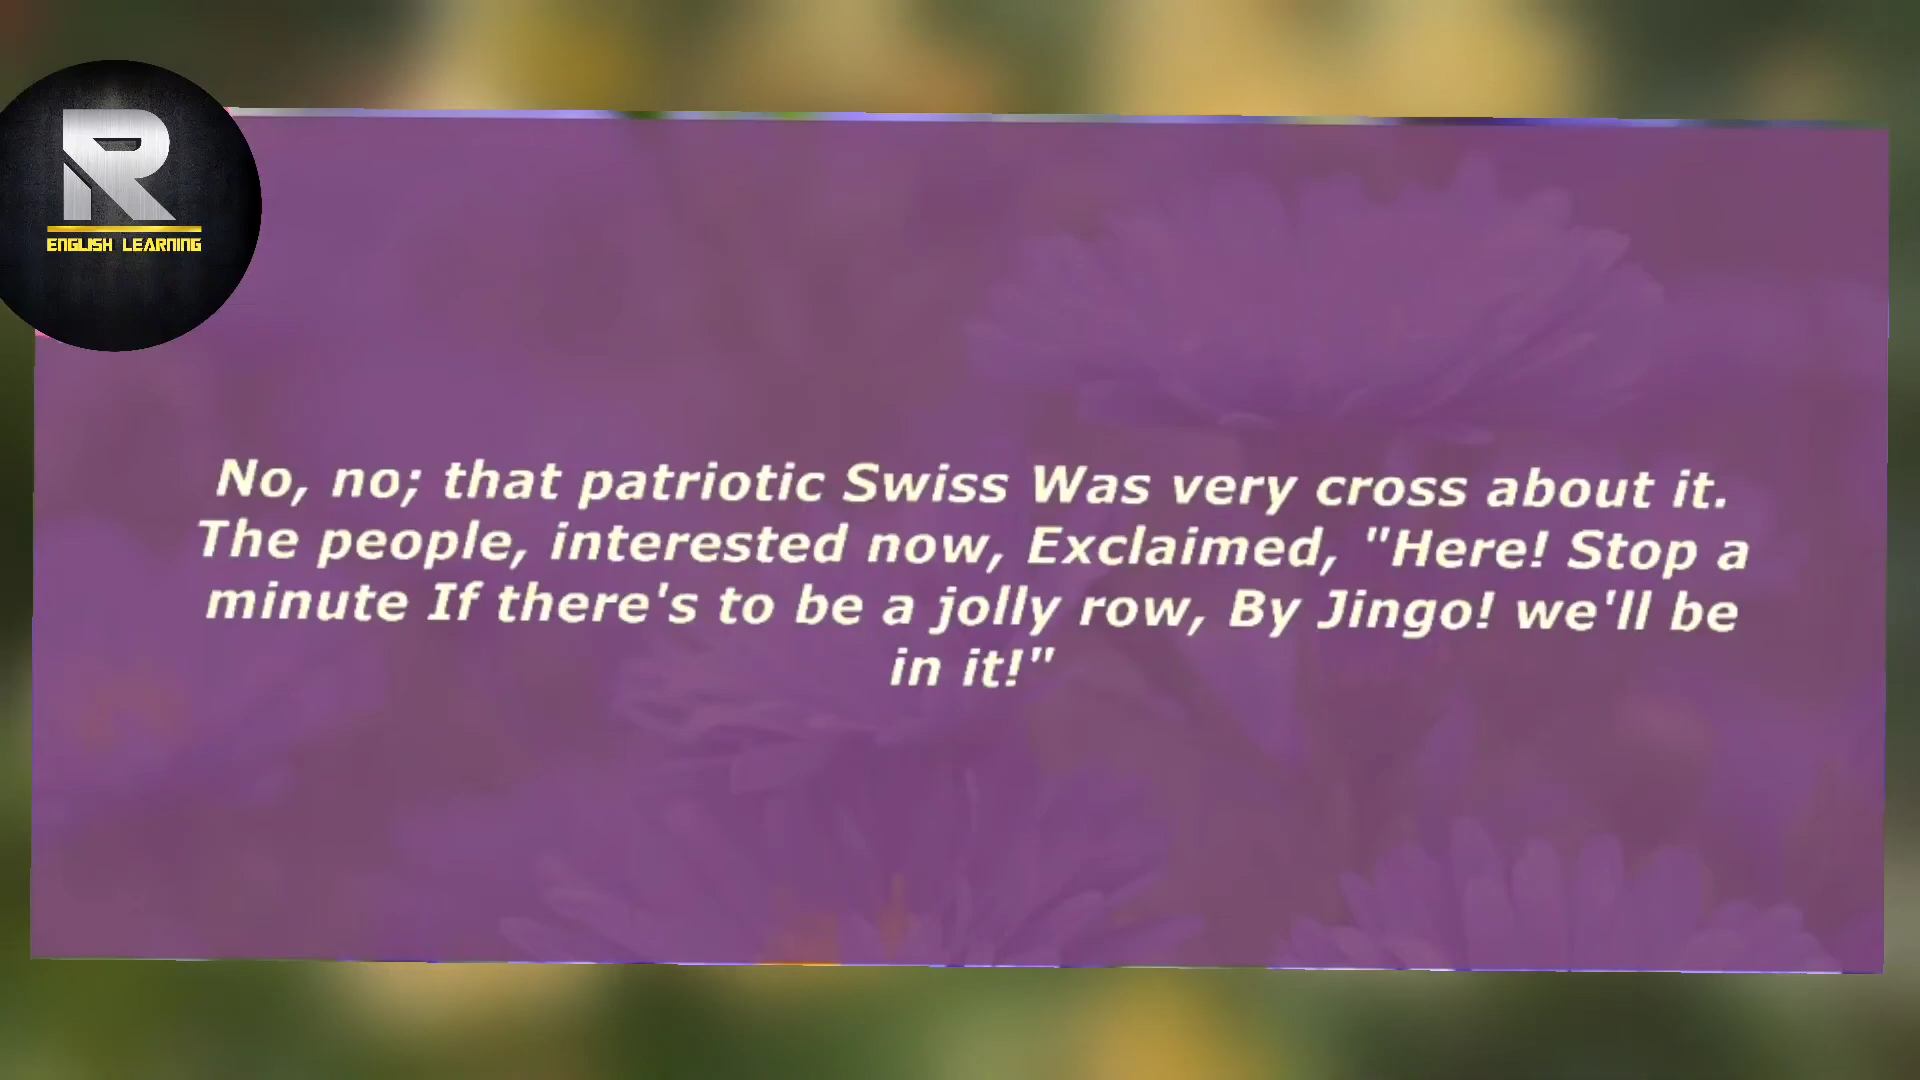 R
ENGLISH LEARNING
No, no; that patriotic Swiss Was very cross about it.
The people, interested now, Exclaimed, "Here! Stop a
minute If there's to be a jolly row, By Jingo! we'll be
in it!"